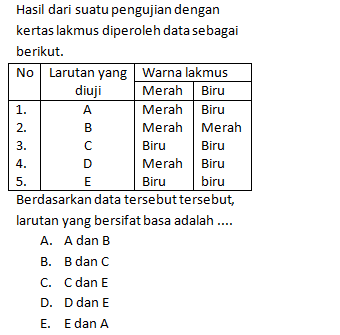 Hasil dari suatu pengujian dengan
kertas lakmus diperoleh data sebagai
berikut.
No Larutan yang diuji Warna lakmus
Merah Biru
1. A Merah Biru
2. B Merah Merah
3. C Biru Biru
4. D Merah Biru
5. E Biru biru
Berdasarkan data tersebut tersebut,
larutan yang bersifat basa adalah ....
A. A dan B
B. B dan C
C. C dan E
D. D dan E
E. E dan A